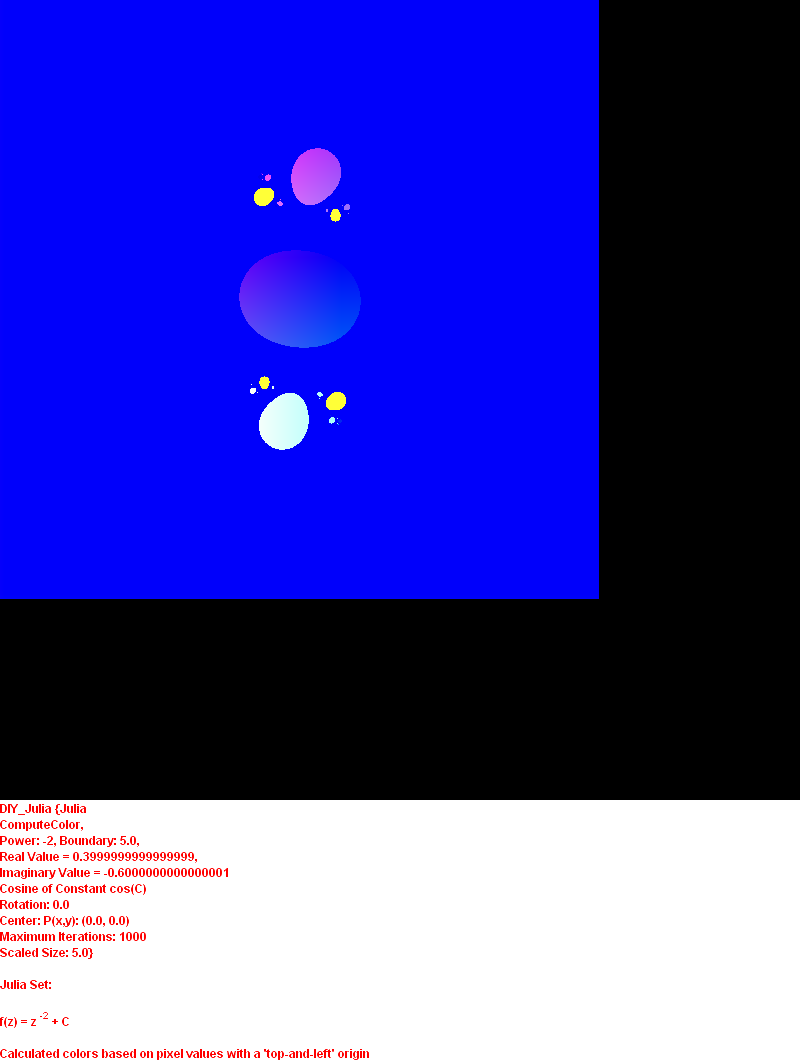 DIY_Julia {Julia
ComputeColor,
Power: -2, Boundary: 5.0,
Real Value = 0.3999999999999999,
Imaginary Value = -0.6000000000000001
Cosine of Constant cos(C)
Rotation: 0.0
Center: P(x,y): (0.0, 0.0)
Maximum Iterations: 1000
Scaled Size: 5.0}
Julia Set:
f(z) = z -2 + C
Calculated colors based on pixel values with a 'top-and-left' origin